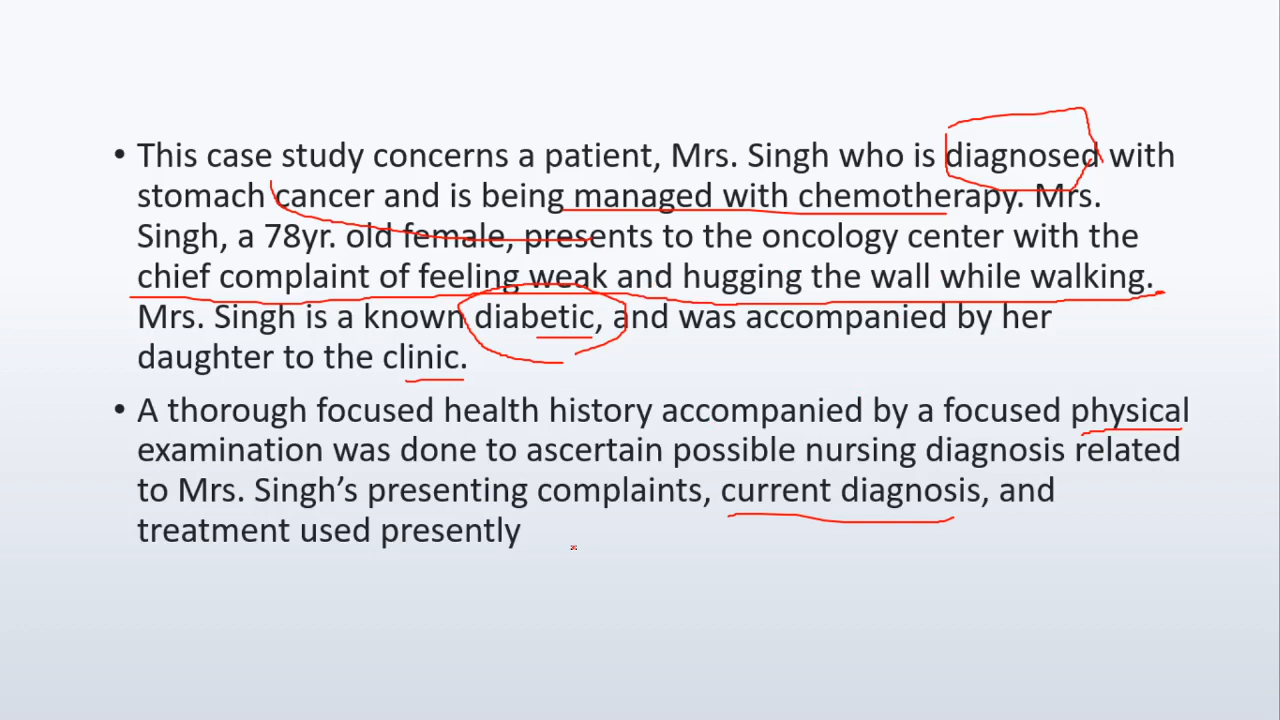 • This case study concerns a patient, Mrs. Singh who is diagnosed with
stomach cancer and is being managed with chemotherapy. Mrs.
Singh, a 78yr. old female, presents to the oncology center with the
chief complaint of feeling weak and hugging the wall while walking.
Mrs. Singh is a known diabetic, and was accompanied by her
daughter to the clinic.
• A thorough focused health history accompanied by a focused physical
examination was done to ascertain possible nursing diagnosis related
to Mrs. Singh’s presenting complaints, current diagnosis, and
treatment used presently